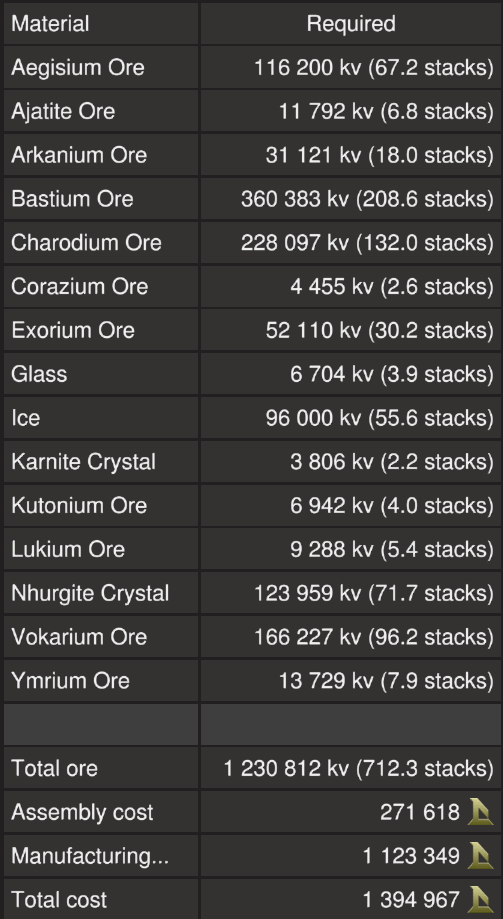 Material Required
Aegisium Ore 116 200 kv (67.2 stacks)
Ajatite Ore 11 792 kv (6.8 stacks)
Arkanium Ore 31 121 kv (18.0 stacks)
Bastium Ore 360 383 kv (208.6 stacks)
Charodium Ore 228 097 kv (132.0 stacks)
Corazium Ore 4 455 kv (2.6 stacks)
Exorium Ore 52 110 kv (30.2 stacks)
Glass 6 704 kv (3.9 stacks)
Ice 96 000 kv (55.6 stacks)
Karnite Crystal 3 806 kv (2.2 stacks)
Kutonium Ore 6 942 kv (4.0 stacks)
Lukium Ore 9 288 kv (5.4 stacks)
Nhurgite Crystal 123 959 kv (71.7 stacks)
Vokarium Ore 166 227 kv (96.2 stacks)
Ymrium Ore 13 729 kv (7.9 stacks)
Total ore 1 230 812 kv (712.3 stacks)
Assembly cost 271 618
Manufacturing... 1 123 349
Total cost 1 394 967